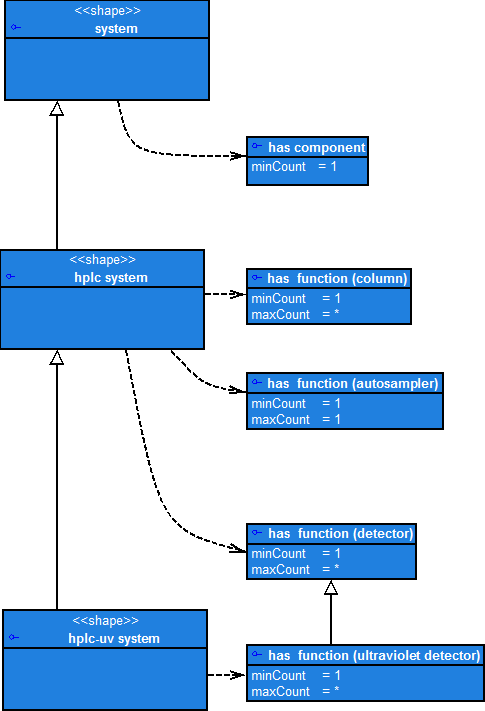 <<shape>>
system
has component
minCount = 1
<<shape>>
hplc system
has function (column)
minCount = 1
maxCount = *
has function (autosampler)
minCount = 1
maxCount = 1
has function (detector)
minCount = 1
maxCount = *
<<shape>>
hplc-uv system
has function (ultraviolet detector)
minCount = 1
maxCount = *